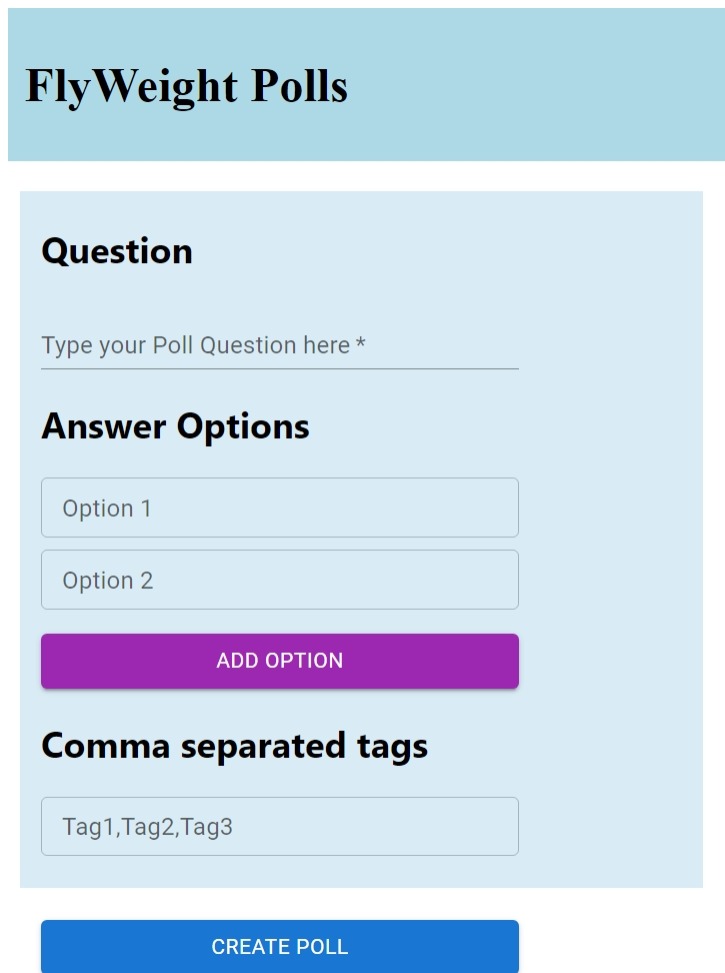 FlyWeight Polls
Question
Type your Poll Question here *
Answer Options
Option 1
Option 2
ADD OPTION
Comma separated tags
Tag1,Tag2,Tag3
CREATE POLL